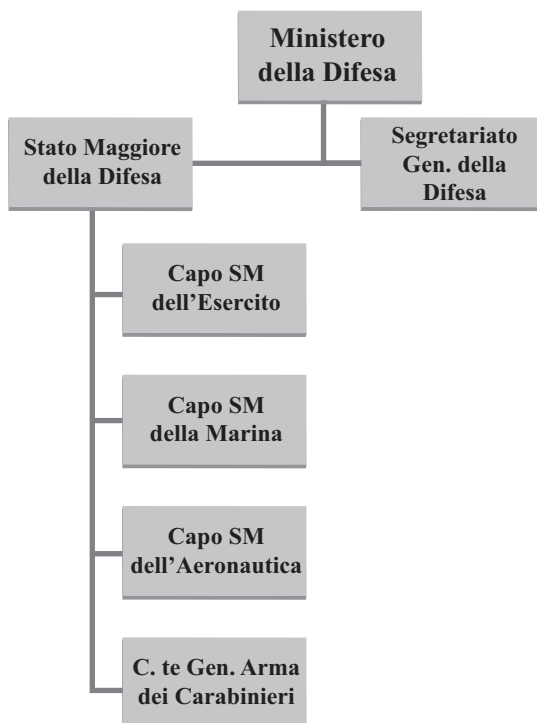 Ministero
della Difesa
Stato Maggiore
della Difesa
Segretariato
Gen. della
Difesa
Capo SM
dell'Esercito
Capo SM
della Marina
Capo SM
dell'Aeronautica
C. te Gen. Arma
dei Carabinieri